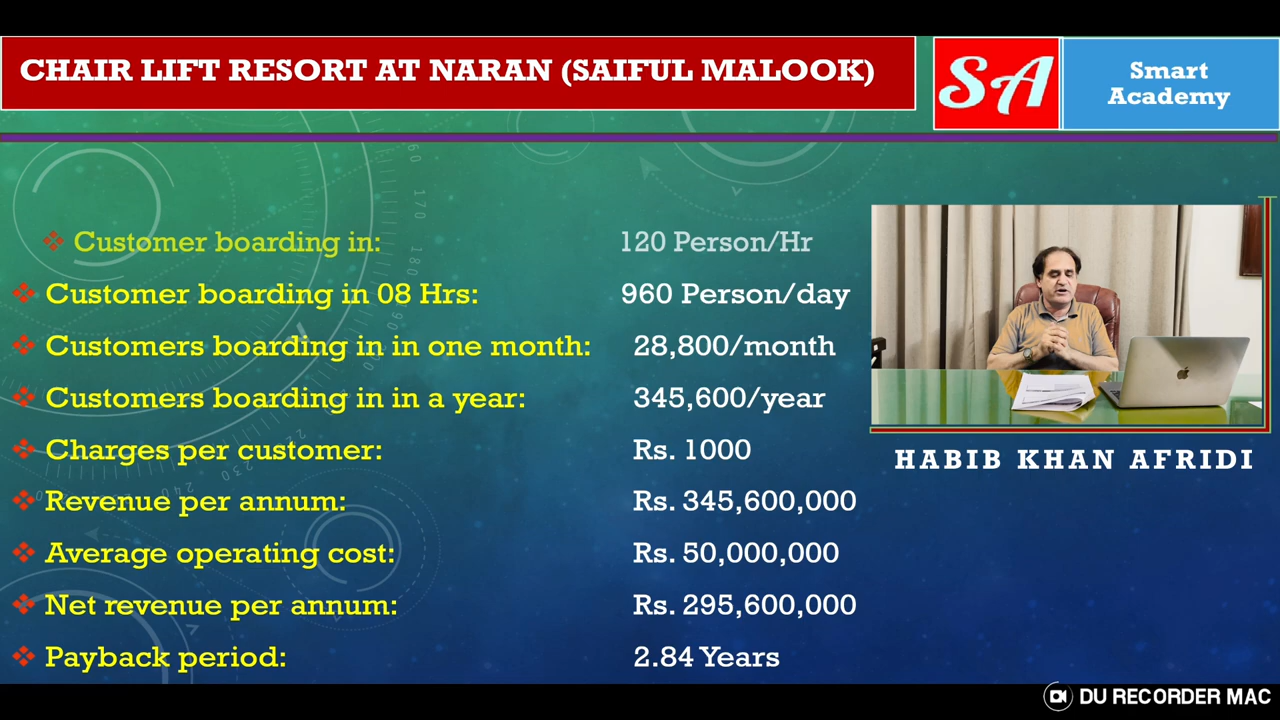 CHAIR LIFT RESORT AT NARAN (SAIFUL MALOOK)
SA
Smart
Academy
❖ Customer boarding in: 120 Person/Hr
❖ Customer boarding in 08 Hrs: 960 Person/day
❖ Customers boarding in in one month: 28,800/month
❖ Customers boarding in in a year: 345,600/year
❖ Charges per customer: Rs. 1000
❖ Revenue per annum: Rs. 345,600,000
❖ Average operating cost: Rs. 50,000,000
❖ Net revenue per annum: Rs. 295,600,000
❖ Payback period: 2.84 Years
HABIB KHAN AFRIDI
DU RECORDER MAC